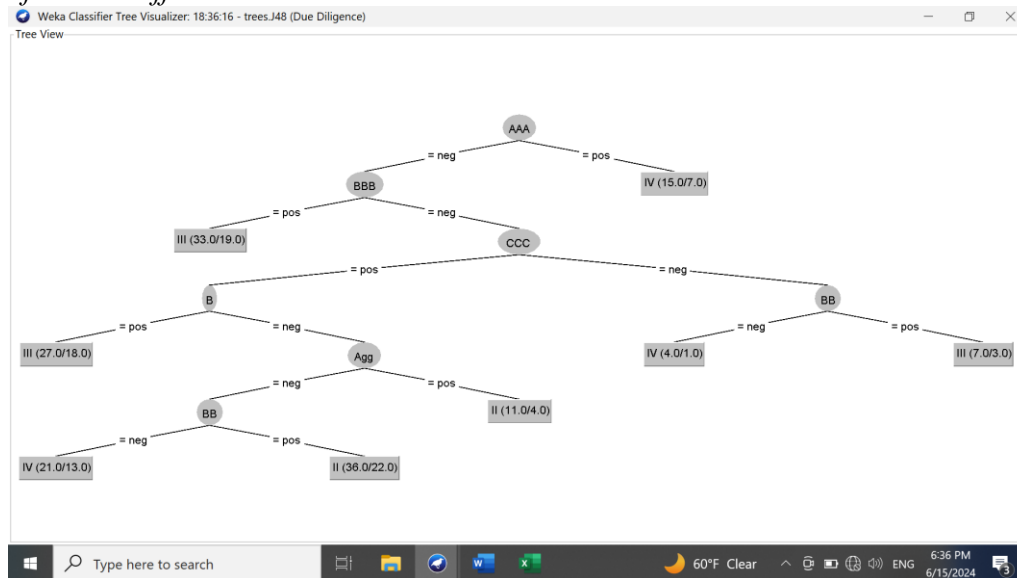 Weka Classifier Tree Visualizer: 18:36:16 - trees.J48 (Due Diligence)
Tree View
AAA
= neg
= pos
BBB
IV (15.0/7.0)
= pos
= neg
III (33.0/19.0)
CCC
= pos
= neg
B
BB
= pos
= neg
= neg
= pos
III (27.0/18.0)
Agg
IV (4.0/1.0)
III (7.0/3.0)
= neg
= pos
BB
II (11.0/4.0)
= neg
= pos
IV (21.0/13.0)
II (36.0/22.0)
Type here to search
60°F Clear
ENG
6:36 PM
6/15/2024
3